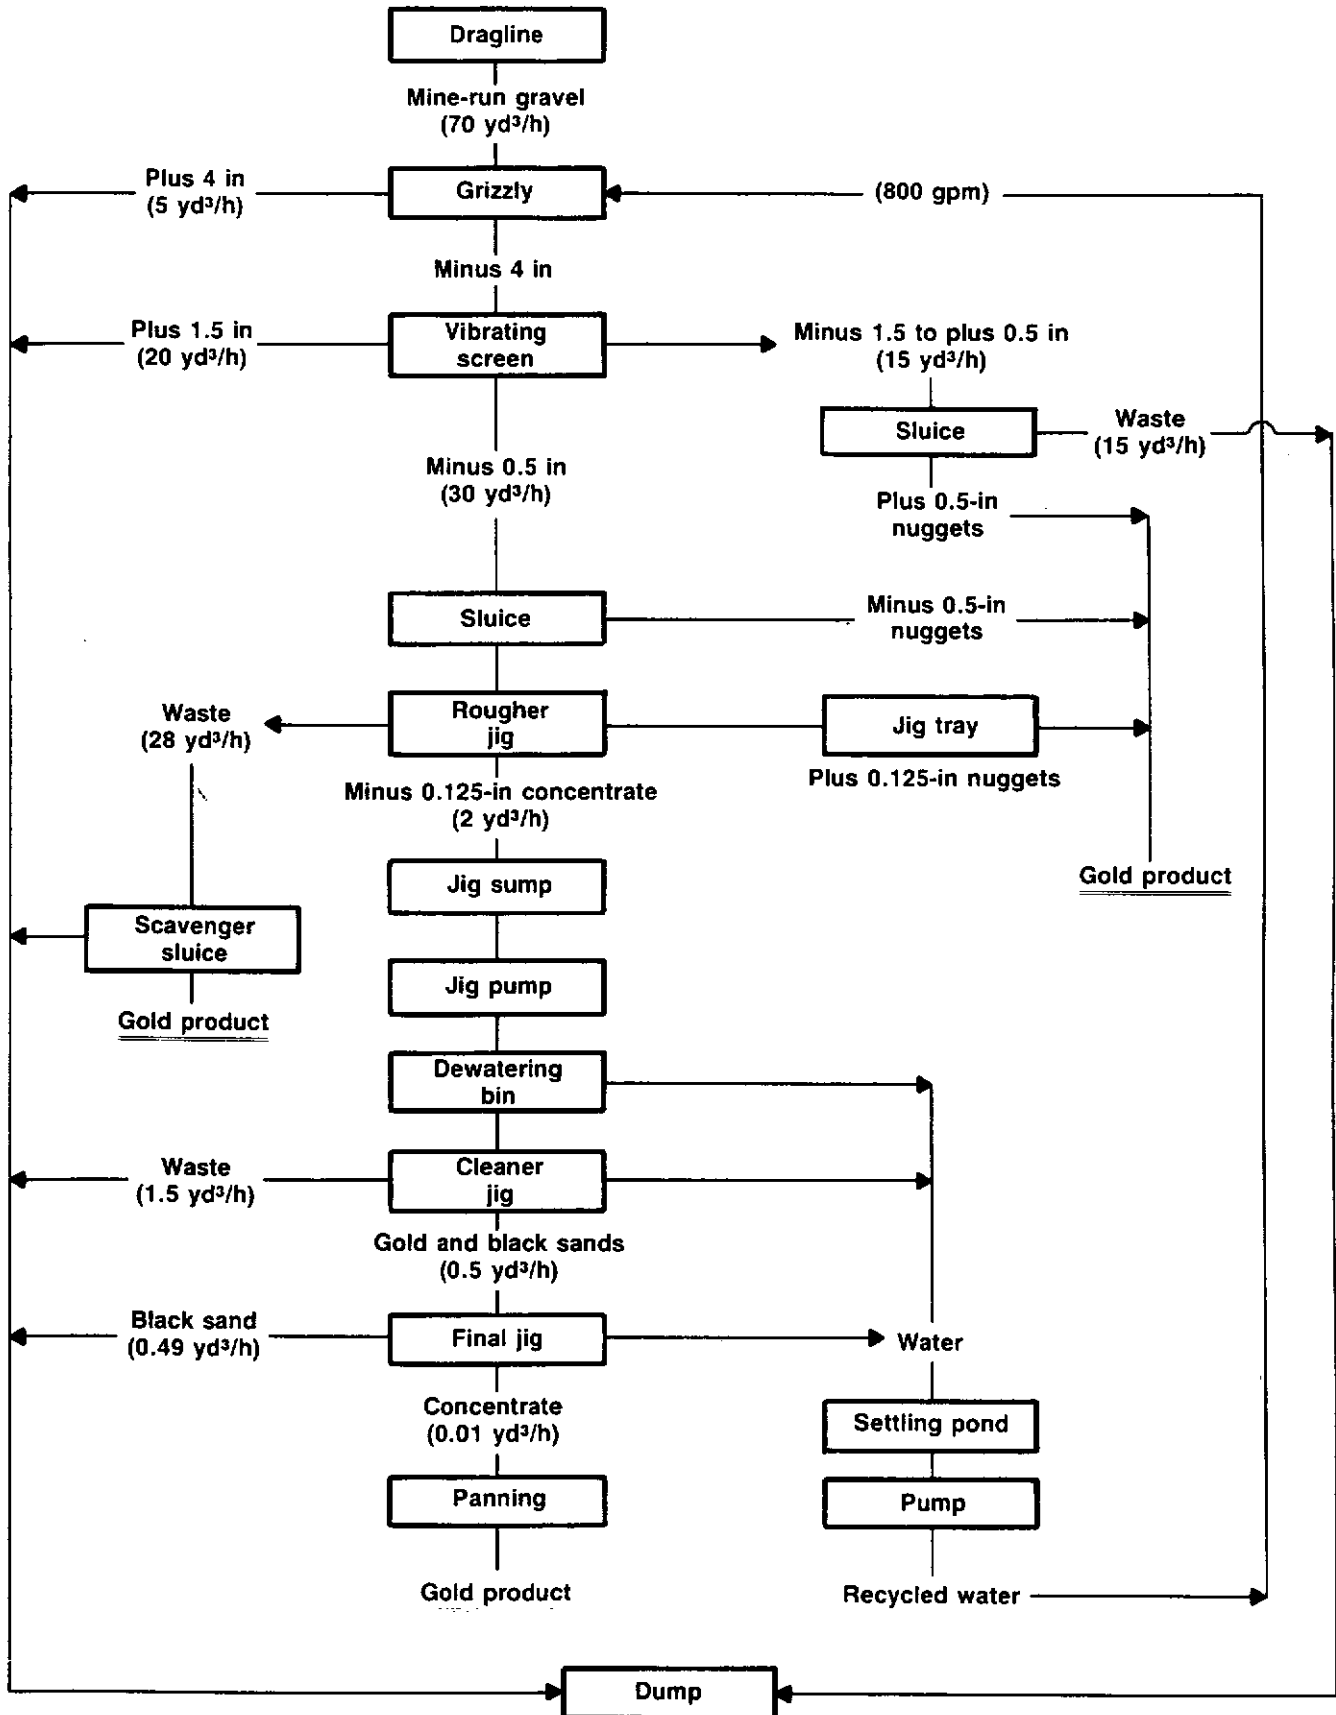 Dragline
Mine-run gravel
(70 yd³/h)
Plus 4 in
(5 yd³/h)
Grizzly
(800 gpm)
Minus 4 in
Plus 1.5 in
(20 yd³/h)
Vibrating
screen
Minus 1.5 to plus 0.5 in
(15 yd³/h)
Sluice
Waste
(15 yd³/h)
Minus 0.5 in
(30 yd³/h)
Plus 0.5-in
nuggets
Sluice
Minus 0.5-in
nuggets
Waste
(28 yd³/h)
Rougher
jig
Jig tray
Plus 0.125-in nuggets
Minus 0.125-in concentrate
(2 yd³/h)
Jig sump
Gold product
Scavenger
sluice
Gold product
Jig pump
Dewatering
bin
Waste
(1.5 yd³/h)
Cleaner
jig
Gold and black sands
(0.5 yd³/h)
Black sand
(0.49 yd³/h)
Final jig
Water
Concentrate
(0.01 yd³/h)
Settling pond
Panning
Pump
Gold product
Recycled water
Dump